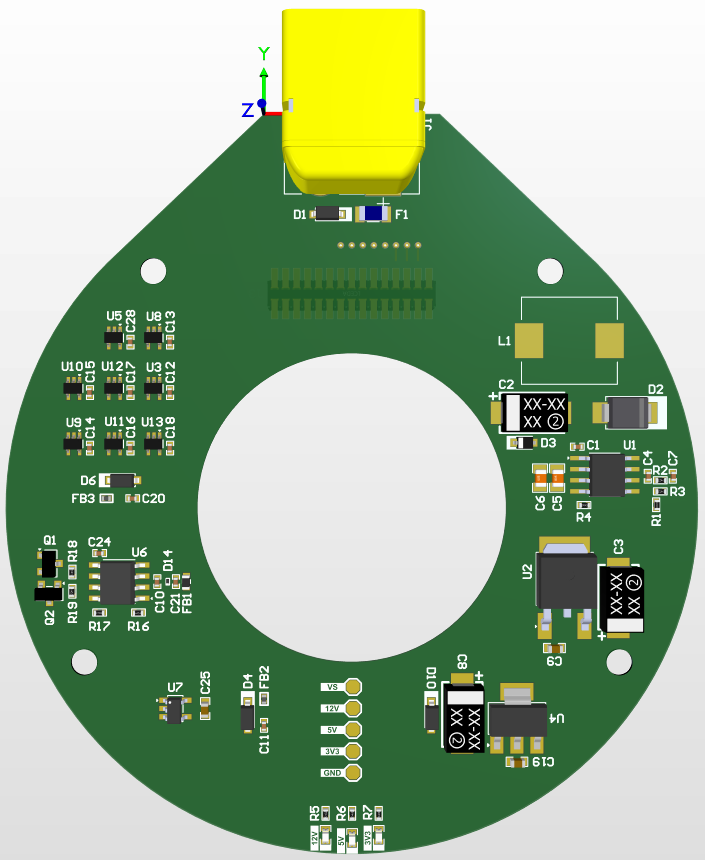 Y
Z
J1
D1
F1
U5
C28
U8
C13
L1
U10
C15
U12
C17
U3
C12
C2
XX-XX
XX 2
D2
U9
C14
U11
C16
U13
C18
D3
D6
FB3
C20
C6
C5
C1
U1
C4
R2
C7
R3
R4
R1
Q1
R18
C24
U6
D14
Q2
R19
R17
R16
C10
C21
FB1
U2
C3
XX-XX
XX 2
C9
U7
C25
D4
FB2
C11
VS
12V
5V
3V3
GND
D10
C8
XX-XX
XX 2
U4
C19
R5
R6
R7
12V
5V
3V3